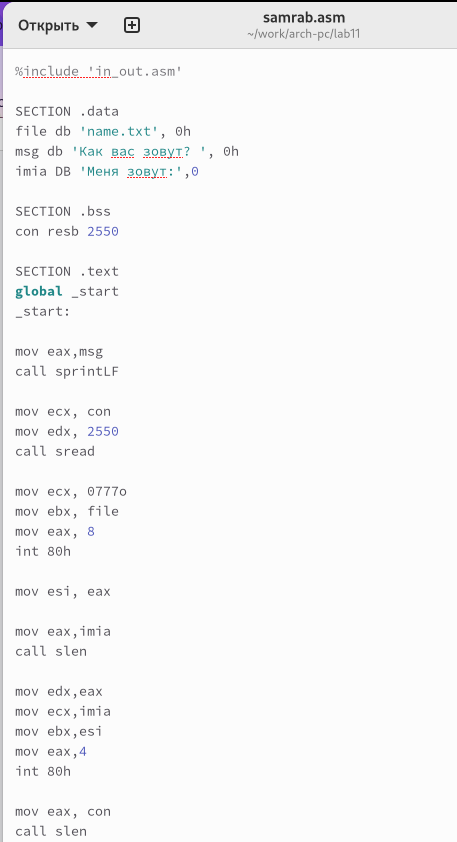 Открыть
samrab.asm
~/work/arch-pc/lab11
%include 'in_out.asm'
SECTION .data
file db 'name.txt', 0h
msg db 'Как вас зовут? ', 0h
imia DB 'Меня зовут:',0
SECTION .bss
con resb 2550
SECTION .text
global _start
_start:
mov eax,msg
call sprintLF
mov ecx, con
mov edx, 2550
call sread
mov ecx, 0777o
mov ebx, file
mov eax, 8
int 80h
mov esi, eax
mov eax,imia
call slen
mov edx,eax
mov ecx,imia
mov ebx,esi
mov eax,4
int 80h
mov eax, con
call slen